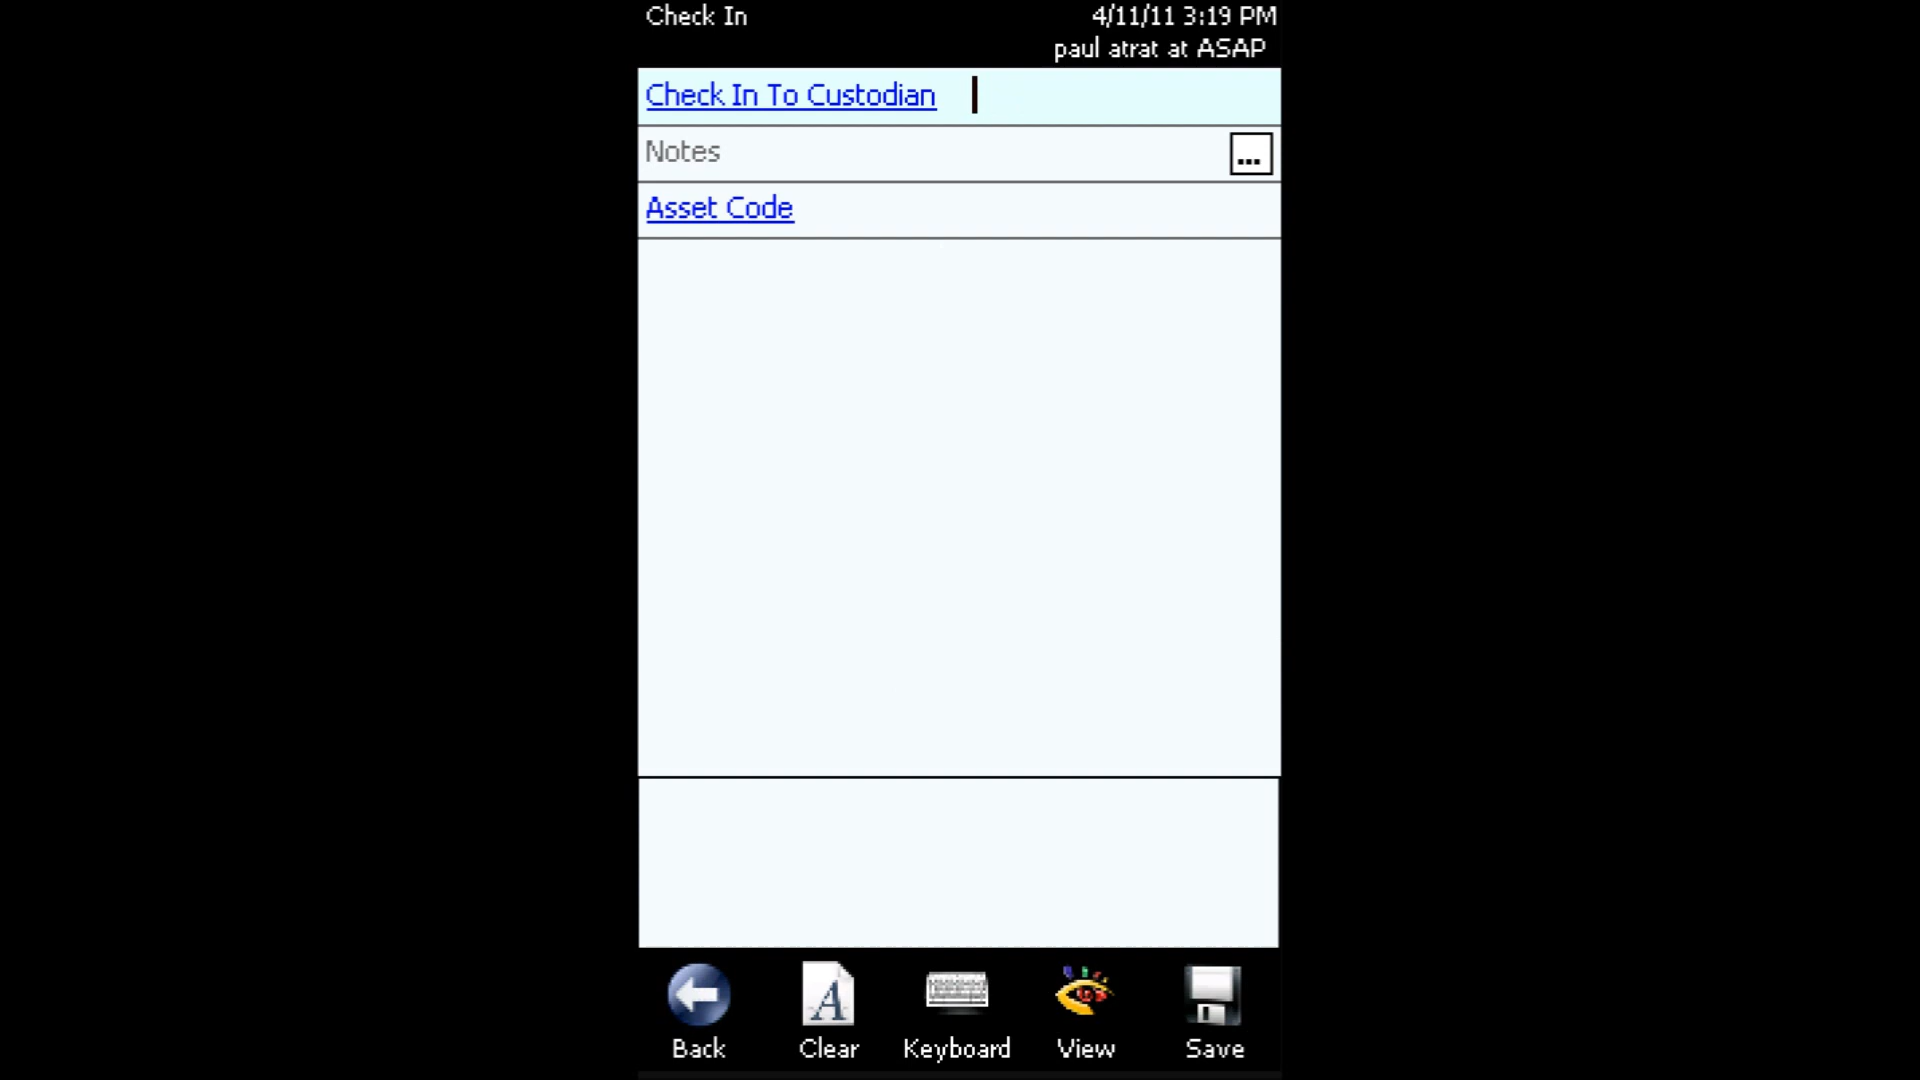 Check In
4/11/11 3:19 PM
paul atrat at ASAP
Check In To Custodian
Notes
...
Asset Code
Back
Clear
Keyboard
View
Save